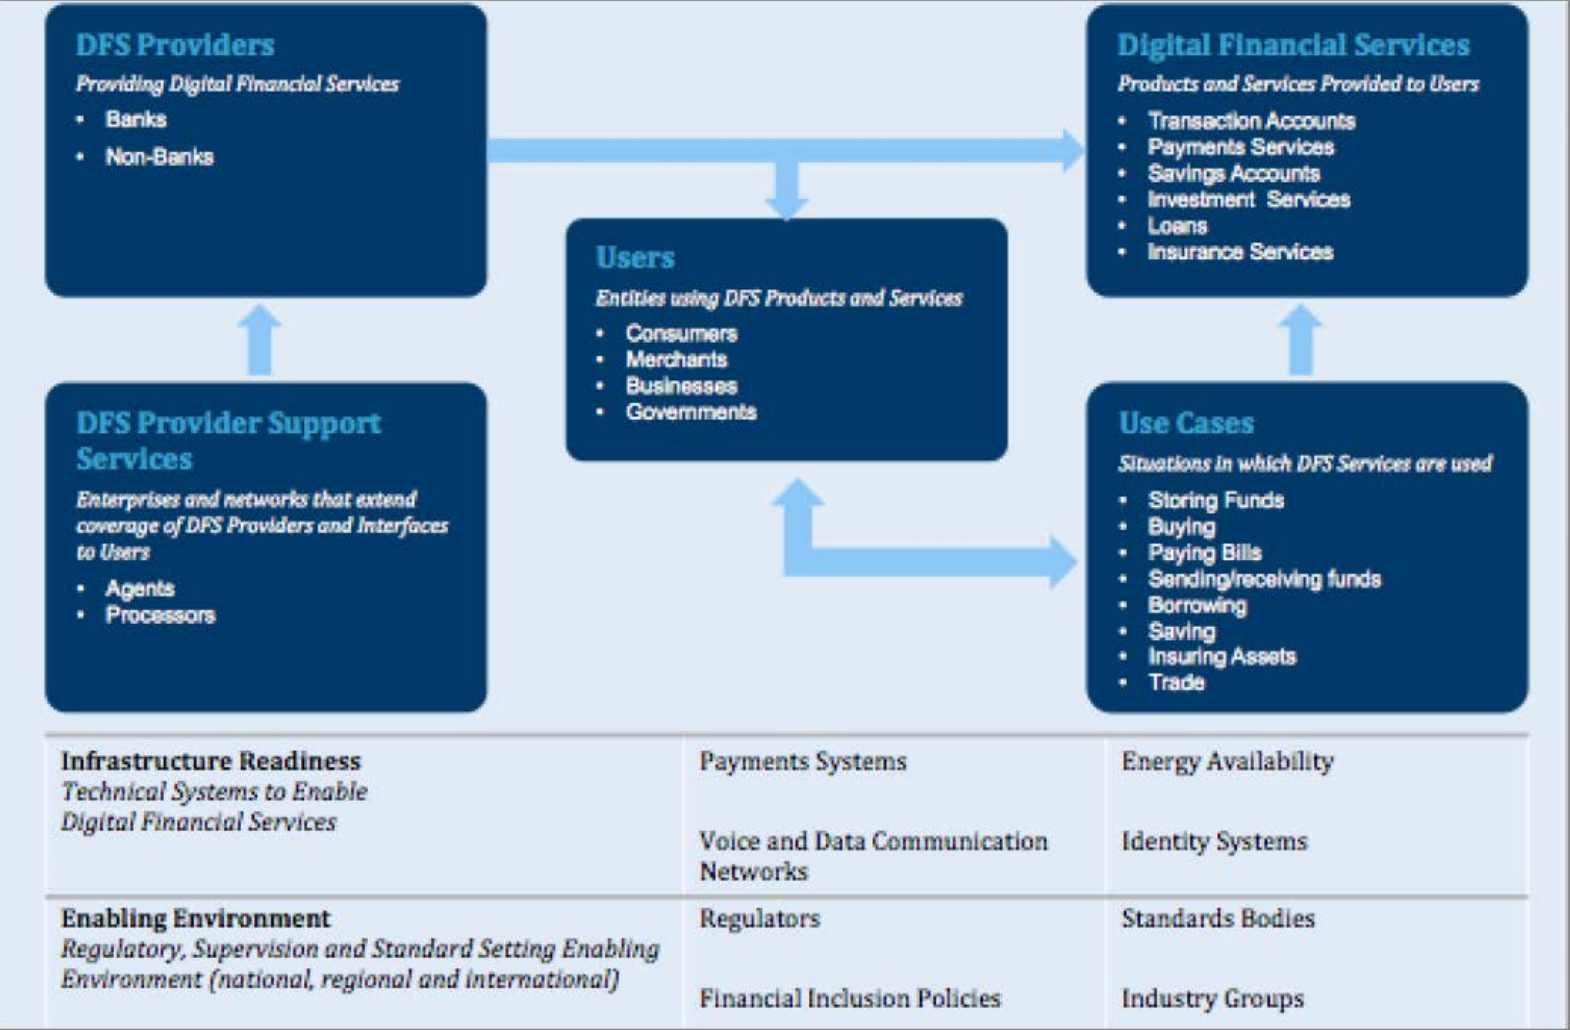 DFS Providers
Providing Digital Financial Services
• Banks
• Non-Banks
Digital Financial Services
Products and Services Provided to Users
• Transaction Accounts
• Payments Services
• Savings Accounts
• Investment Services
• Loans
• Insurance Services
Users
Entities using DFS Products and Services
• Consumers
• Merchants
• Businesses
• Governments
DFS Provider Support
Services
Enterprises and networks that extend
coverage of DFS Providers and Interfaces
to Users
• Agents
• Processors
Use Cases
Situations in which DFS Services are used
• Storing Funds
• Buying
• Paying Bills
• Sending/receiving funds
• Borrowing
• Saving
• Insuring Assets
• Trade
Infrastructure Readiness
Technical Systems to Enable
Digital Financial Services
Payments Systems
Energy Availability
Voice and Data Communication
Networks
Identity Systems
Enabling Environment
Regulatory, Supervision and Standard Setting Enabling
Environment (national, regional and international)
Regulators
Standards Bodies
Financial Inclusion Policies
Industry Groups